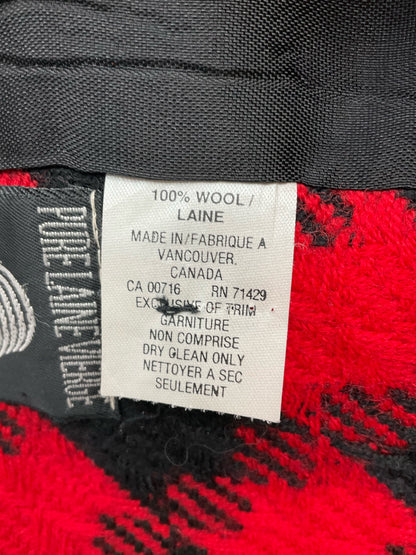 100% WOOL/
LAINE
MADE IN/FABRIQUE A
VANCOUVER,
CANADA
CA 00716 RN 71429
EXCLUSIVE OF TRIM
GARNITURE
NON COMPRISE
DRY GLEAN ONLY
NETTOYER A SEC
SEULEMENT
PURE LAINE VIERGE